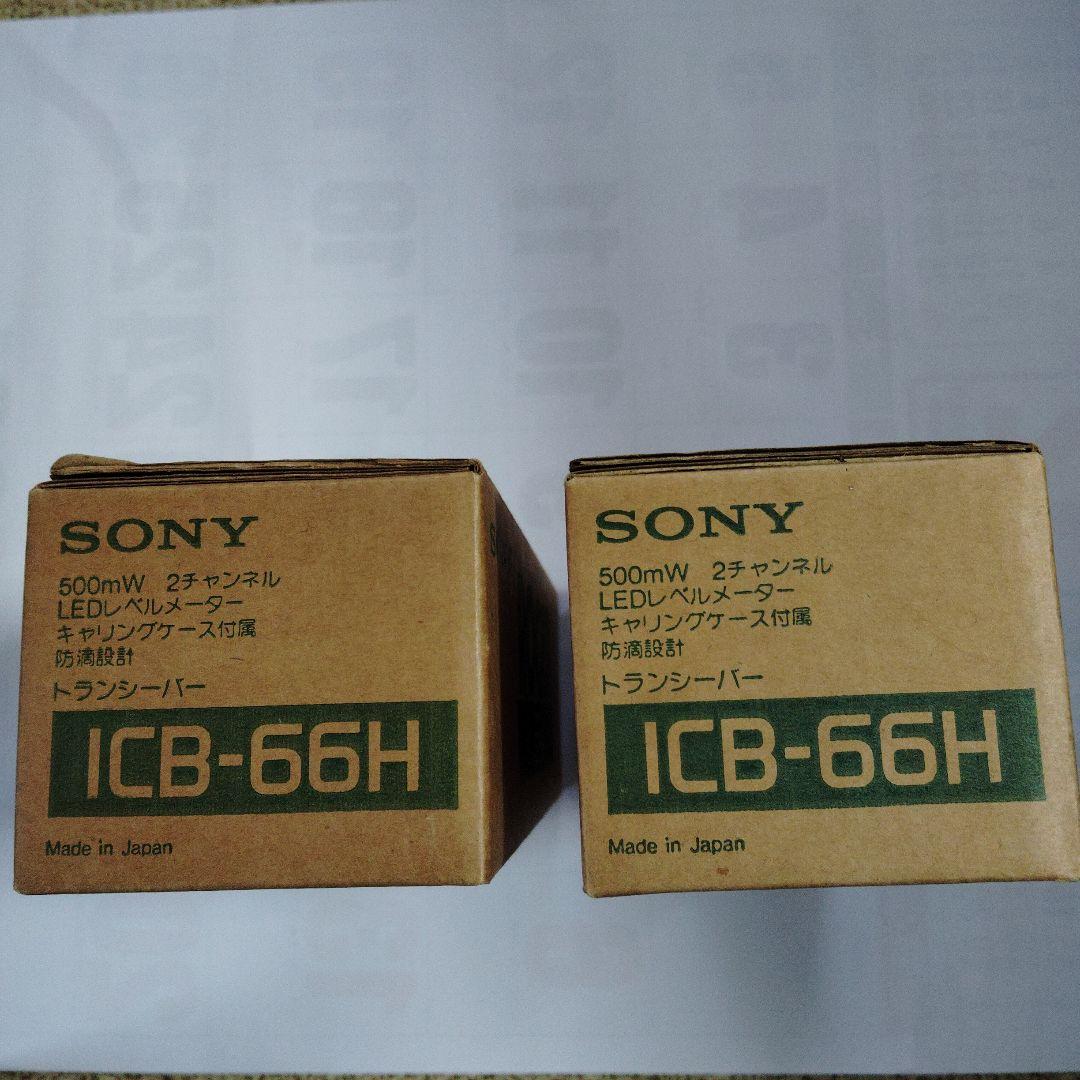 SONY
500mW 2チャンネル
LEDレベルメーター
キャリングケース付属
防滴設計
トランシーバー
ICB-66H
Made in Japan
SONY
500mW 2チャンネル
LEDレベルメーター
キャリングケース付属
防滴設計
トランシーバー
ICB-66H
Made in Japan